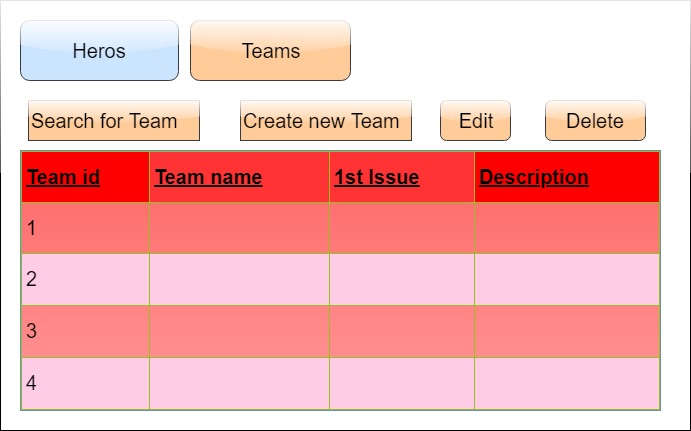 Heros Teams
Search for Team Create new Team Edit Delete
Team id Team name 1st Issue Description
1
2
3
4